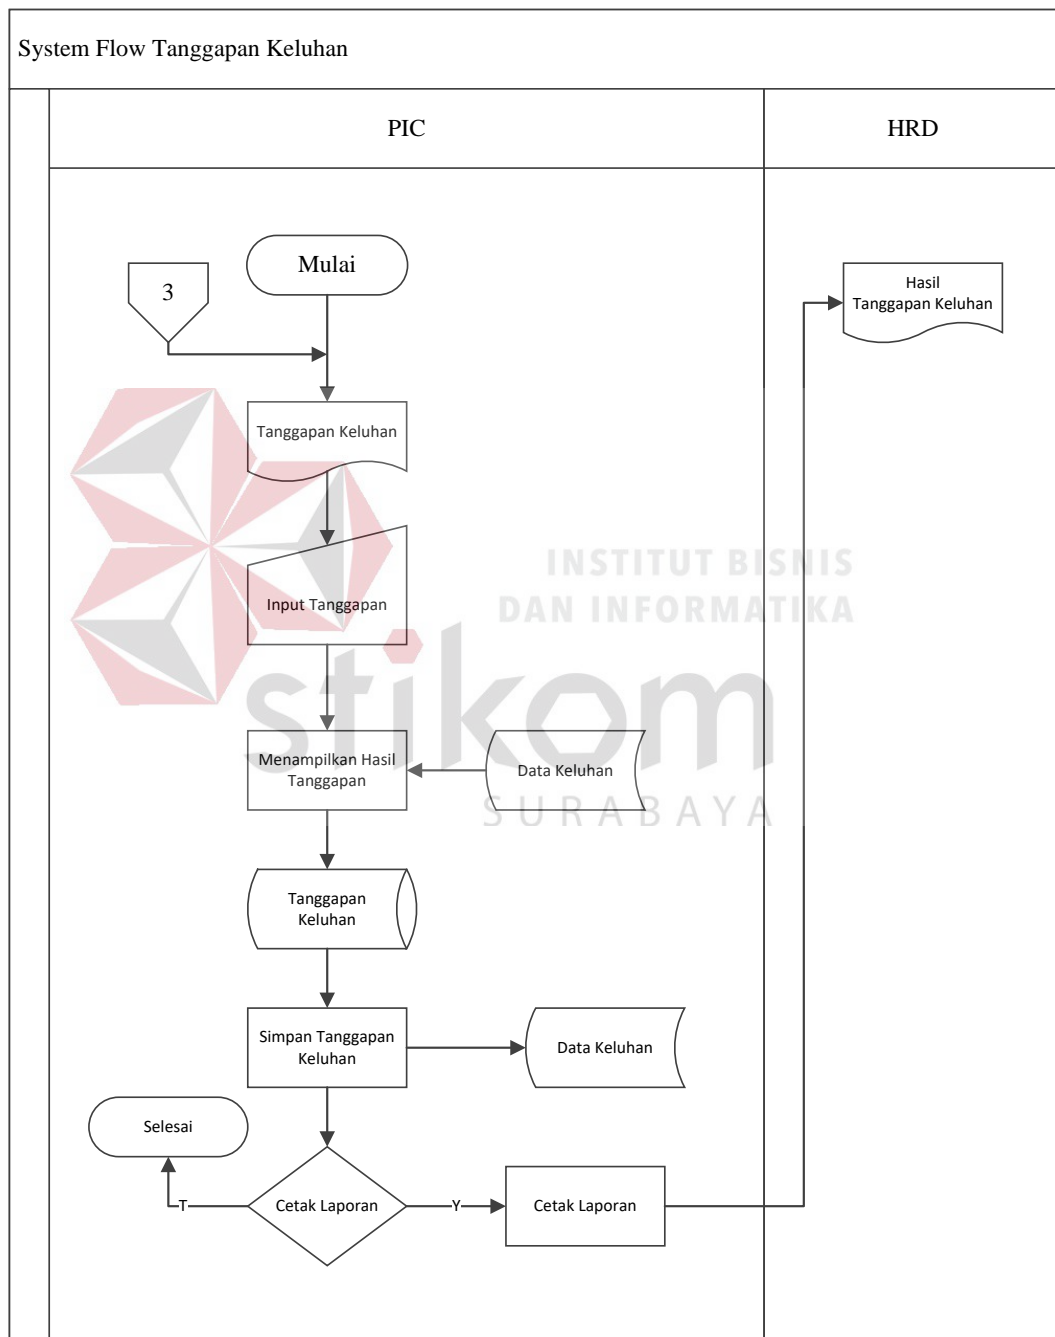 System Flow Tanggapan Keluhan
PIC
HRD
Mulai
3
Hasil
Tanggapan Keluhan
Tanggapan Keluhan
INSTITUT BISNIS
DAN INFORMATIKA
Input Tanggapan
stikom
SURABAYA
Menampilkan Hasil
Tanggapan
Data Keluhan
Tanggapan
Keluhan
Simpan Tanggapan
Keluhan
Data Keluhan
Selesai
T
Cetak Laporan
Y
Cetak Laporan